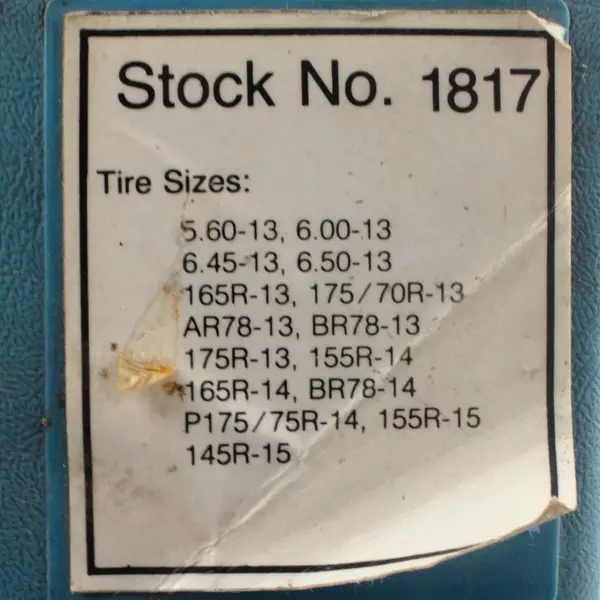 Stock No. 1817
Tire Sizes:
5.60-13, 6.00-13
6.45-13, 6.50-13
165R-13, 175/70R-13
AR78-13, BR78-13
175R-13, 155R-14
165R-14, BR78-14
P175/75R-14, 155R-15
145R-15